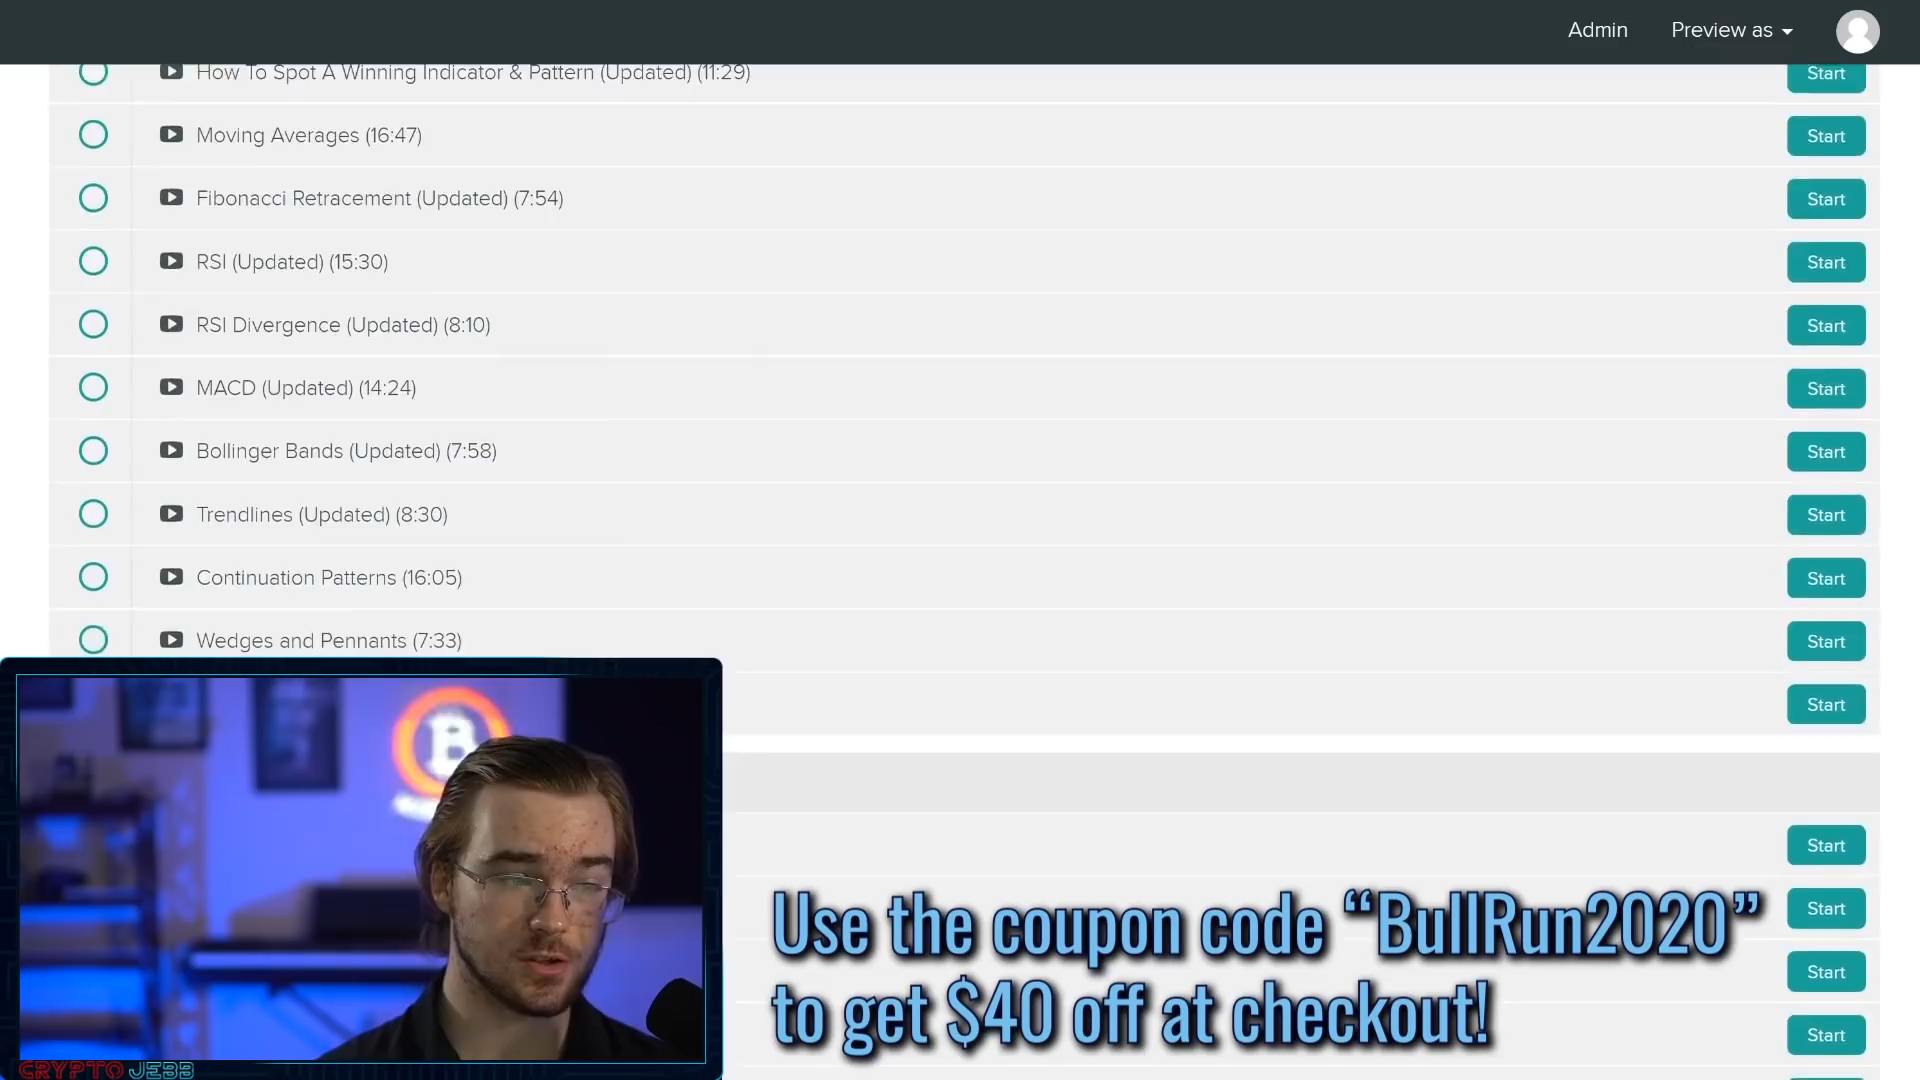 Admin Preview as
How To Spot A Winning Indicator & Pattern (Updated) (11:29) Start
Moving Averages (16:47) Start
Fibonacci Retracement (Updated) (7:54) Start
RSI (Updated) (15:30) Start
RSI Divergence (Updated) (8:10) Start
MACD (Updated) (14:24) Start
Bollinger Bands (Updated) (7:58) Start
Trendlines (Updated) (8:30) Start
Continuation Patterns (16:05) Start
Wedges and Pennants (7:33) Start
Start
Start
Start
Start
Start
Use the coupon code “BullRun2020”
to get $40 off at checkout!
CRYPTO JEBB